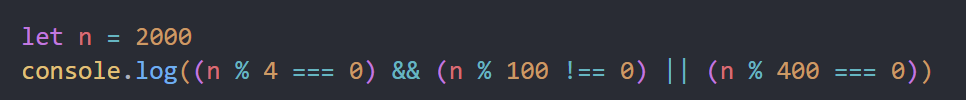 let n = 2000
console.log((n % 4 === 0) && (n % 100 !== 0) || (n % 400 === 0))